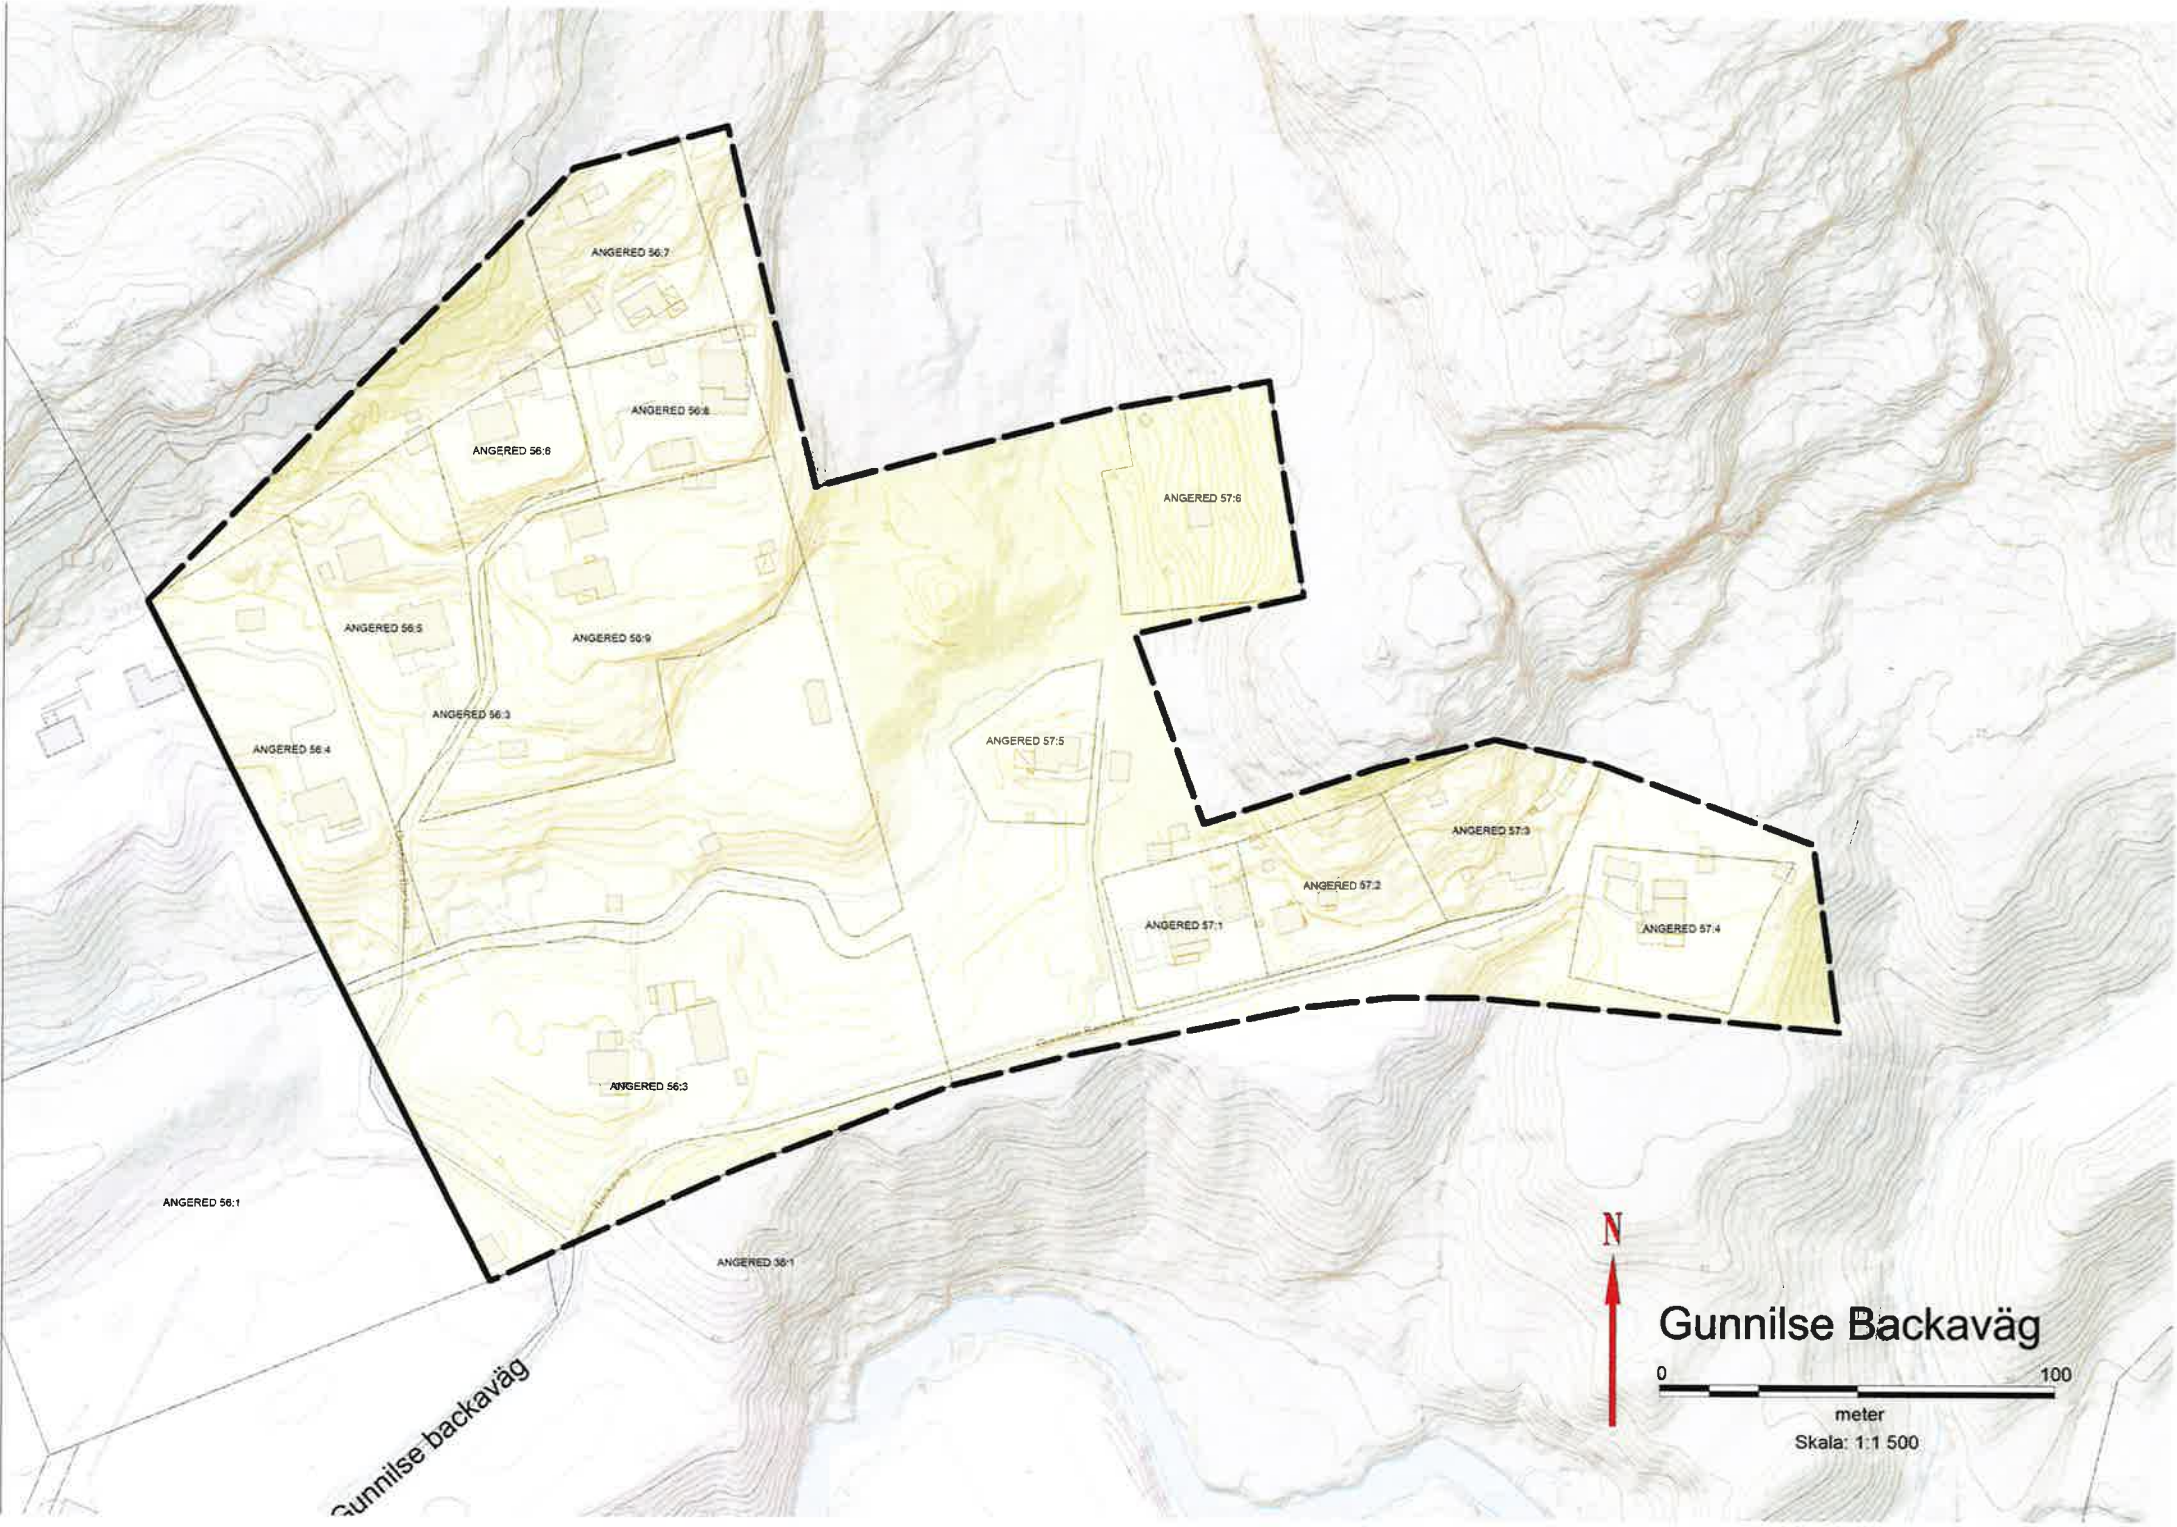 ANGERED 56:7
ANGERED 56:8
ANGERED 56:6
ANGERED 57:6
ANGERED 56:5
ANGERED 56:9
ANGERED 56:3
ANGERED 57:5
ANGERED 56:4
ANGERED 57:3
ANGERED 57:2
ANGERED 57:1
ANGERED 57:4
ANGERED 56:3
ANGERED 56:1
ANGERED 38:1
Gunnilse backaväg
N
Gunnilse Backaväg
0 100
meter
Skala: 1:1 500